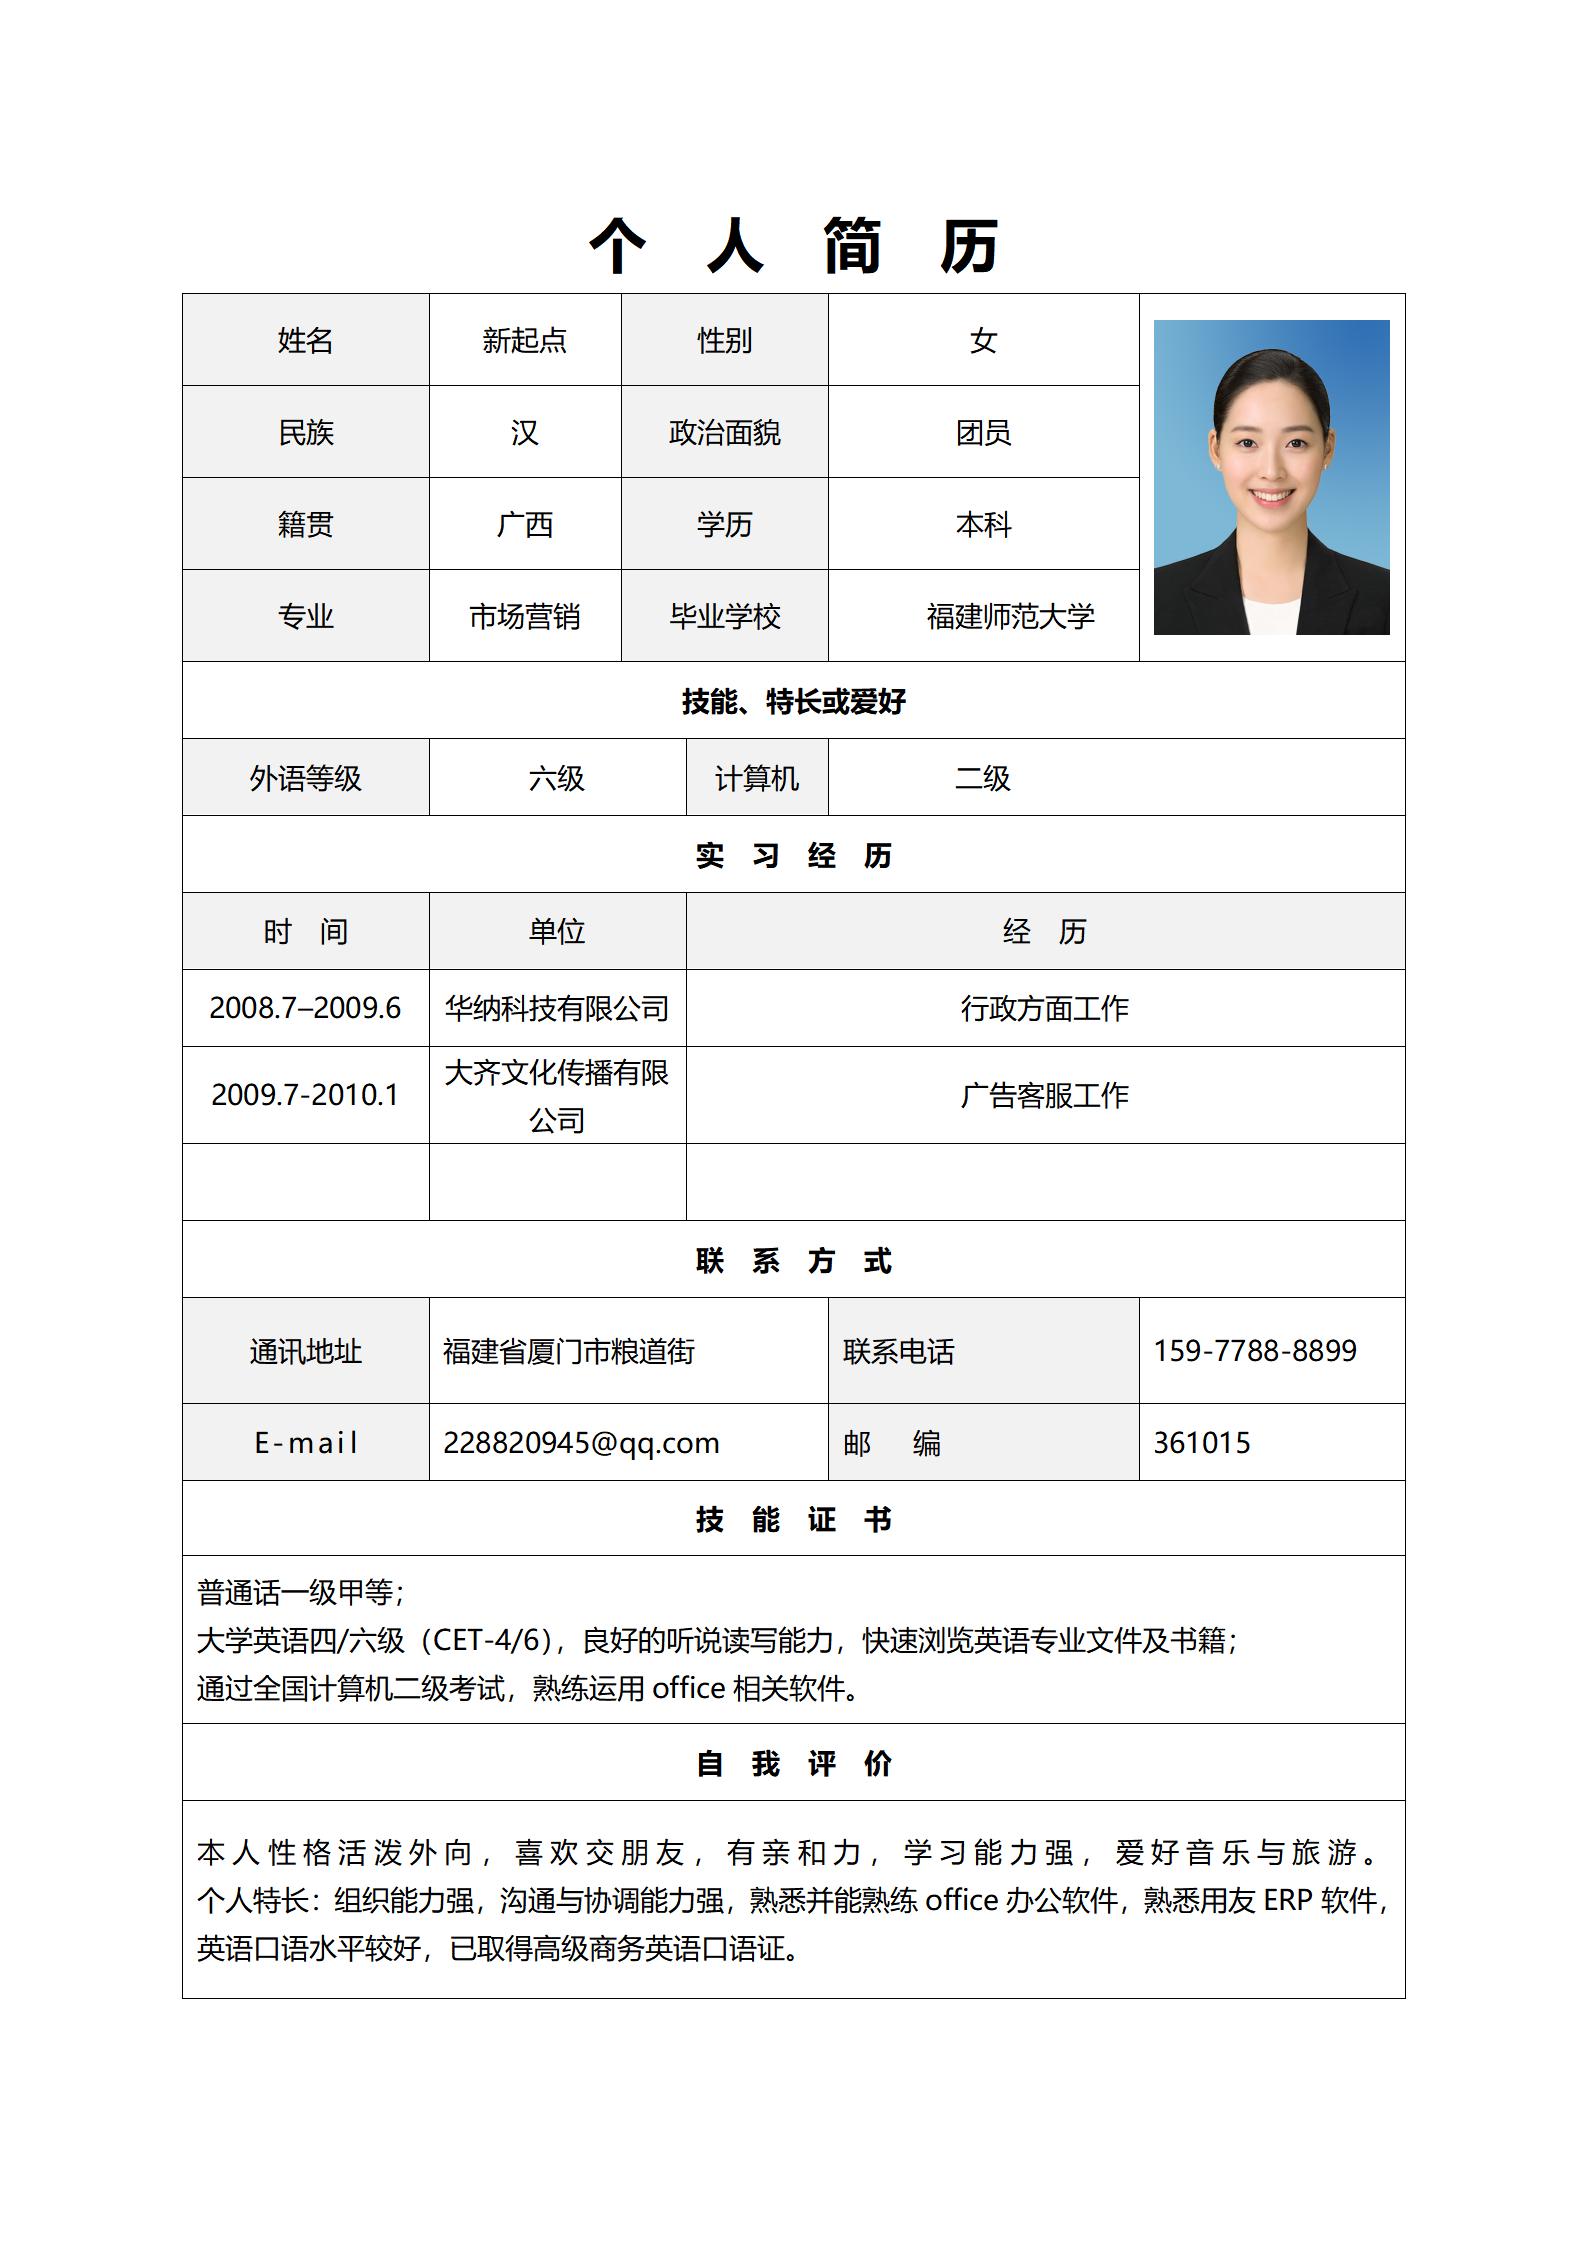 个 人 简 历
姓名 新起点 性别 女
民族 汉 政治面貌 团员
籍贯 广西 学历 本科
专业 市场营销 毕业学校 福建师范大学
技能、特长或爱好
外语等级 六级 计算机 二级
实 习 经 历
时 间 单位 经 历
2008.7–2009.6 华纳科技有限公司 行政方面工作
2009.7-2010.1 大齐文化传播有限 广告客服工作
公司
联 系 方 式
通讯地址 福建省厦门市粮道街 联系电话 159-7788-8899
E-mail 228820945@qq.com 邮 编 361015
技 能 证 书
普通话一级甲等；
大学英语四/六级（CET-4/6），良好的听说读写能力，快速浏览英语专业文件及书籍；
通过全国计算机二级考试，熟练运用 office 相关软件。
自 我 评 价
本人性格活泼外向，喜欢交朋友，有亲和力，学习能力强，爱好音乐与旅游。
个人特长：组织能力强，沟通与协调能力强，熟悉并能熟练 office 办公软件，熟悉用友 ERP 软件，
英语口语水平较好，已取得高级商务英语口语证。